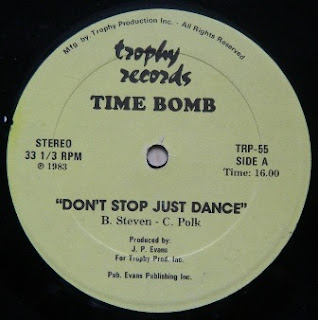 Mfg. by. Trophy Production Inc. - All Rights Reserved
trophy
records
TIME BOMB
STEREO
33 1/3 RPM
℗ 1983
TRP-55
SIDE A
Time: 16.00
"DON'T STOP JUST DANCE"
B. Steven - C. Polk
Produced by:
J. P. Evans
For Trophy Prod. Inc.
Pub. Evans Publishing Inc.